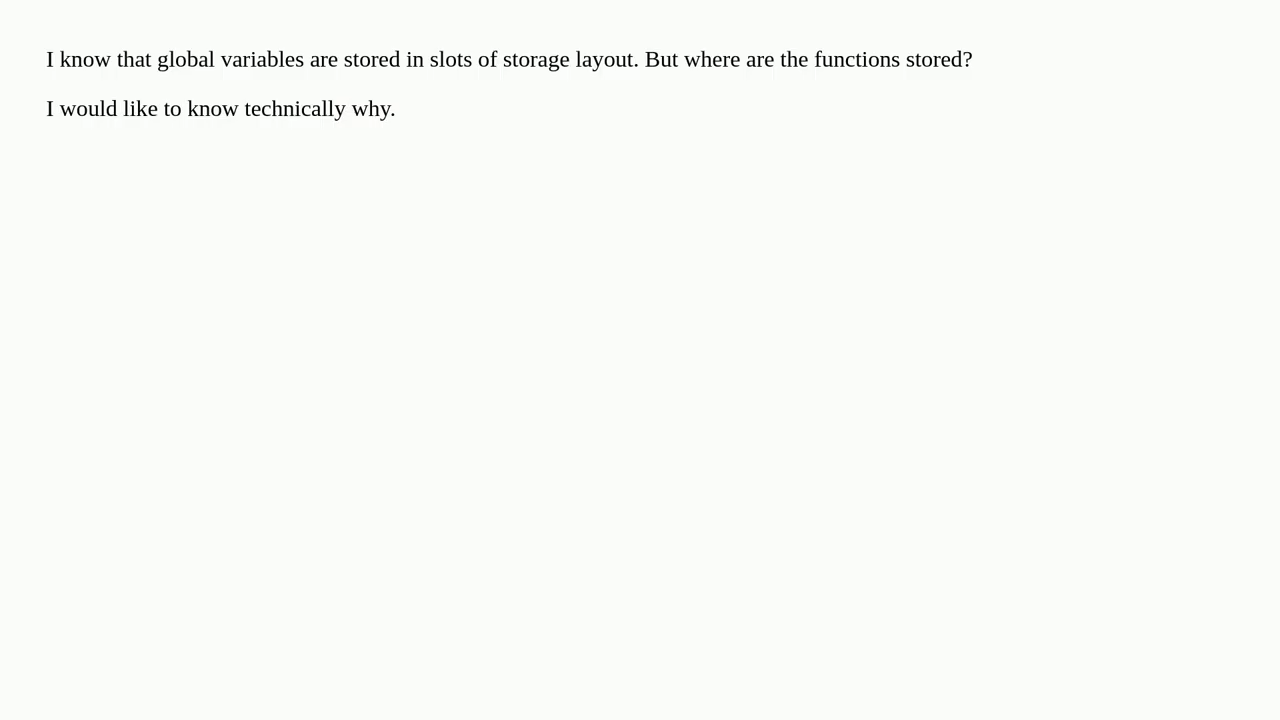 I know that global variables are stored in slots of storage layout. But where are the functions stored?
I would like to know technically why.